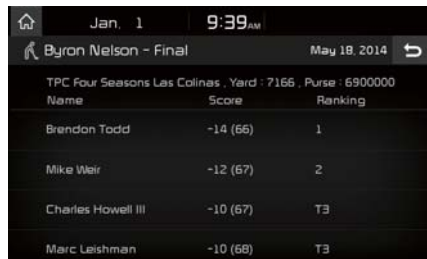 Jan. 1 9:39 AM
Byron Nelson - Final May 18, 2014
TPC Four Seasons Las Colinas , Yard : 7166 , Purse : 6900000
Name Score Ranking
Brendon Todd -14 (66) 1
Mike Weir -12 (67) 2
Charles Howell III -10 (67) T3
Marc Leishman -10 (68) T3